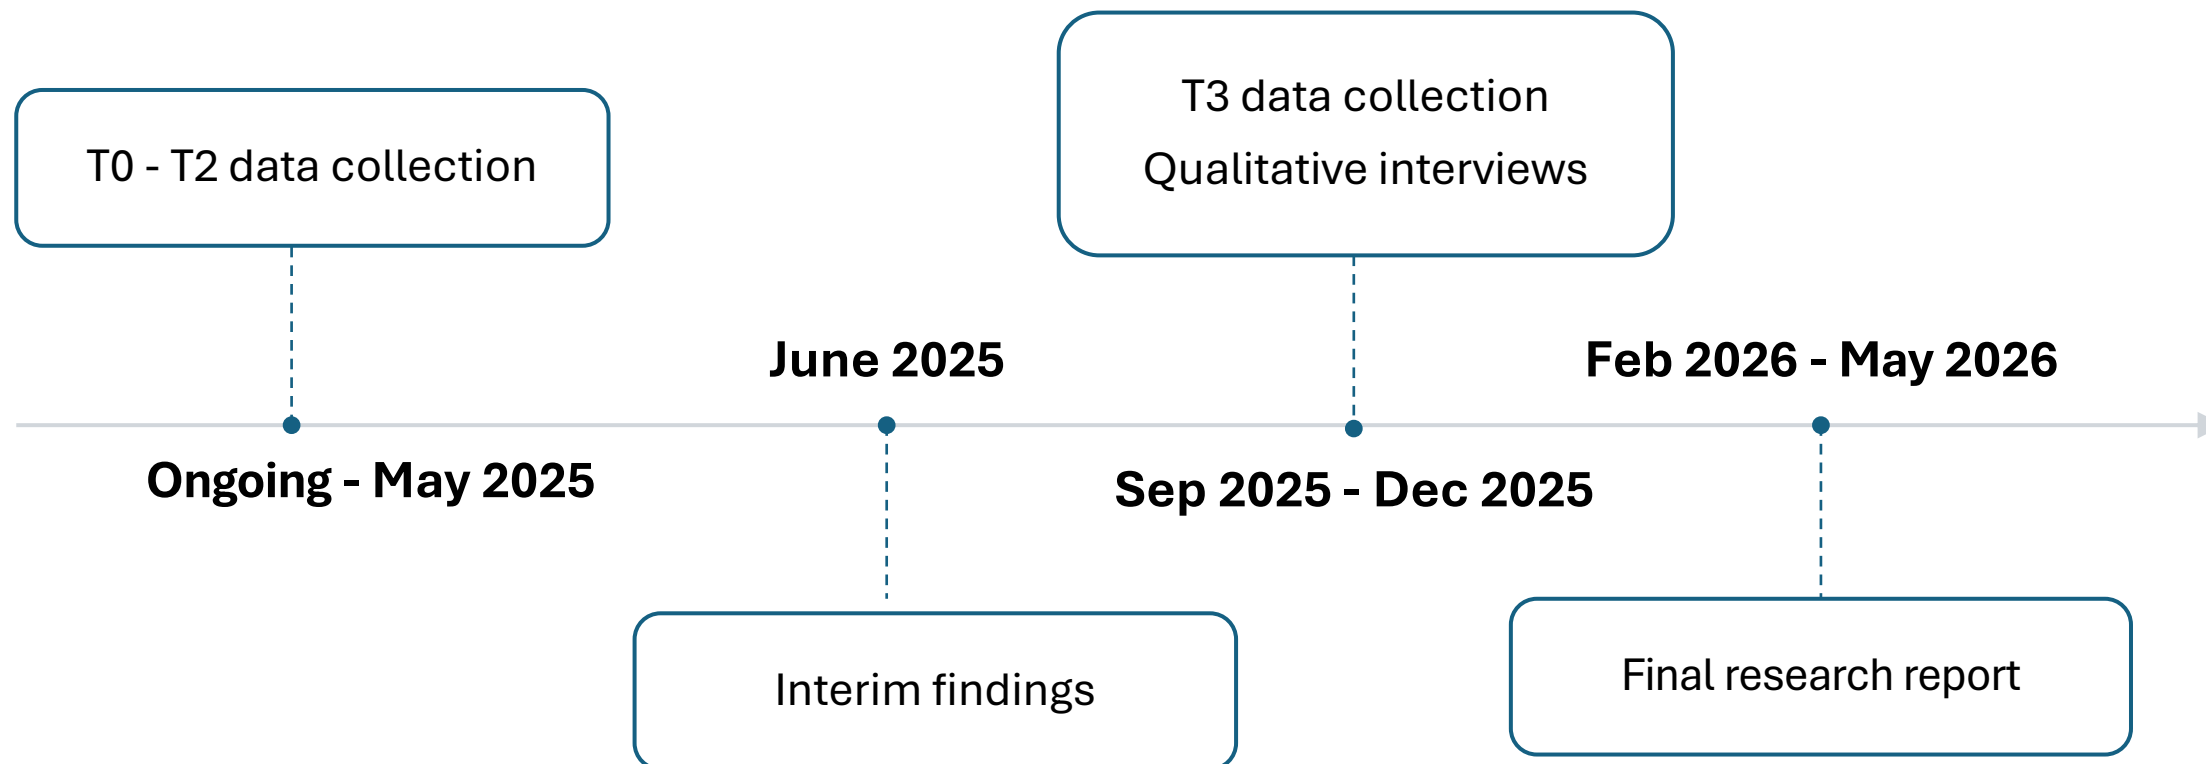 T0 - T2 data collection
Ongoing - May 2025
June 2025
Interim findings
T3 data collection
Qualitative interviews
Sep 2025 - Dec 2025
Feb 2026 - May 2026
Final research report